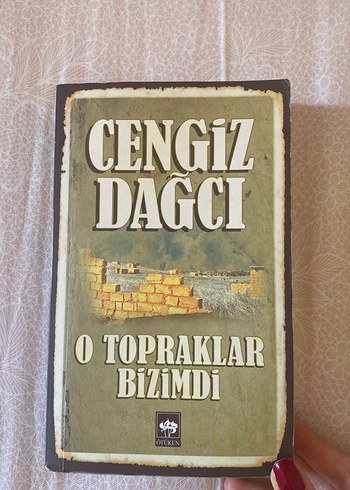 CENGİZ
DAĞCI
O TOPRAKLAR
BİZİMDİ
ÖTÜKEN